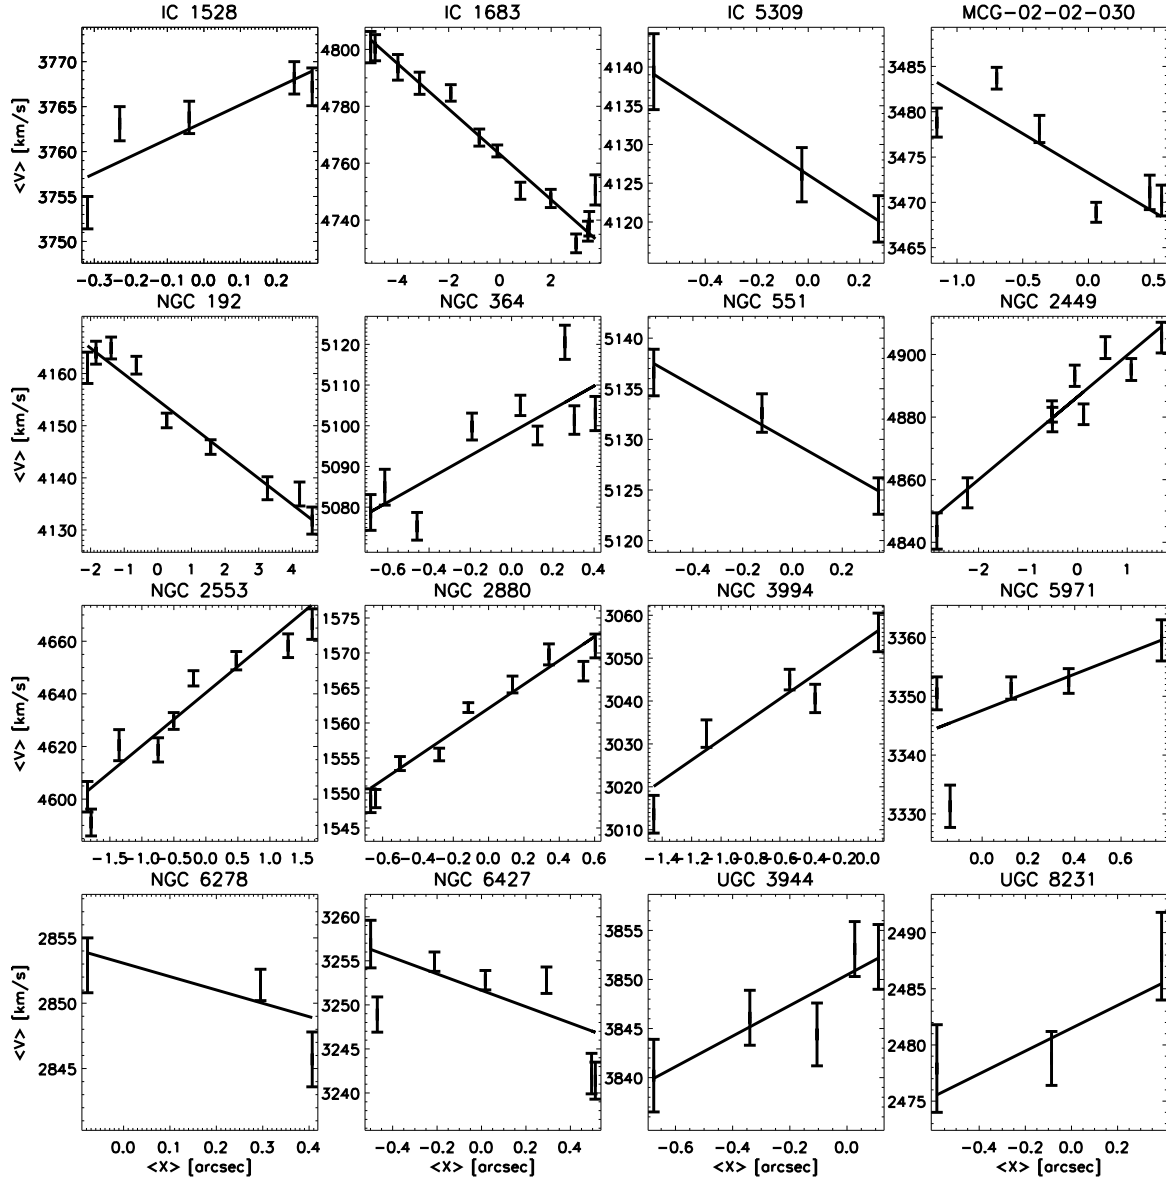 IC 1528 IC 1683 IC 5309 MCG-02-02-030
<V> [km/s]
3770 3765 3760 3755 3750
4800 4780 4760 4740
4140 4135 4130 4125 4120
3485 3480 3475 3470 3465
-0.3 -0.2 -0.1 0.0 0.1 0.2
-4 -2 0 2
-0.4 -0.2 0.0 0.2
-1.0 -0.5 0.0 0.5
NGC 192 NGC 364 NGC 551 NGC 2449
<V> [km/s]
4160 4150 4140 4130
5120 5110 5100 5090 5080
5140 5135 5130 5125 5120
4900 4880 4860 4840
-2 -1 0 1 2 3 4
-0.6 -0.4 -0.2 0.0 0.2 0.4
-0.4 -0.2 0.0 0.2
-2 -1 0 1
NGC 2553 NGC 2880 NGC 3994 NGC 5971
<V> [km/s]
4660 4640 4620 4600
1575 1570 1565 1560 1555 1550 1545
3060 3050 3040 3030 3020 3010
3360 3350 3340 3330
-1.5 -1.0 -0.5 0.0 0.5 1.0 1.5
-0.6 -0.4 -0.2 0.0 0.2 0.4 0.6
-1.4 -1.2 -1.0 -0.8 -0.6 -0.4 -0.2 0.0
0.0 0.2 0.4 0.6
NGC 6278 NGC 6427 UGC 3944 UGC 8231
<V> [km/s]
2855 2850 2845
3260 3255 3250 3245 3240
3855 3850 3845 3840
2490 2485 2480 2475
0.0 0.1 0.2 0.3 0.4
-0.4 -0.2 0.0 0.2 0.4
-0.6 -0.4 -0.2 0.0
-0.4 -0.2 0.0 0.2
<X> [arcsec] <X> [arcsec] <X> [arcsec] <X> [arcsec]